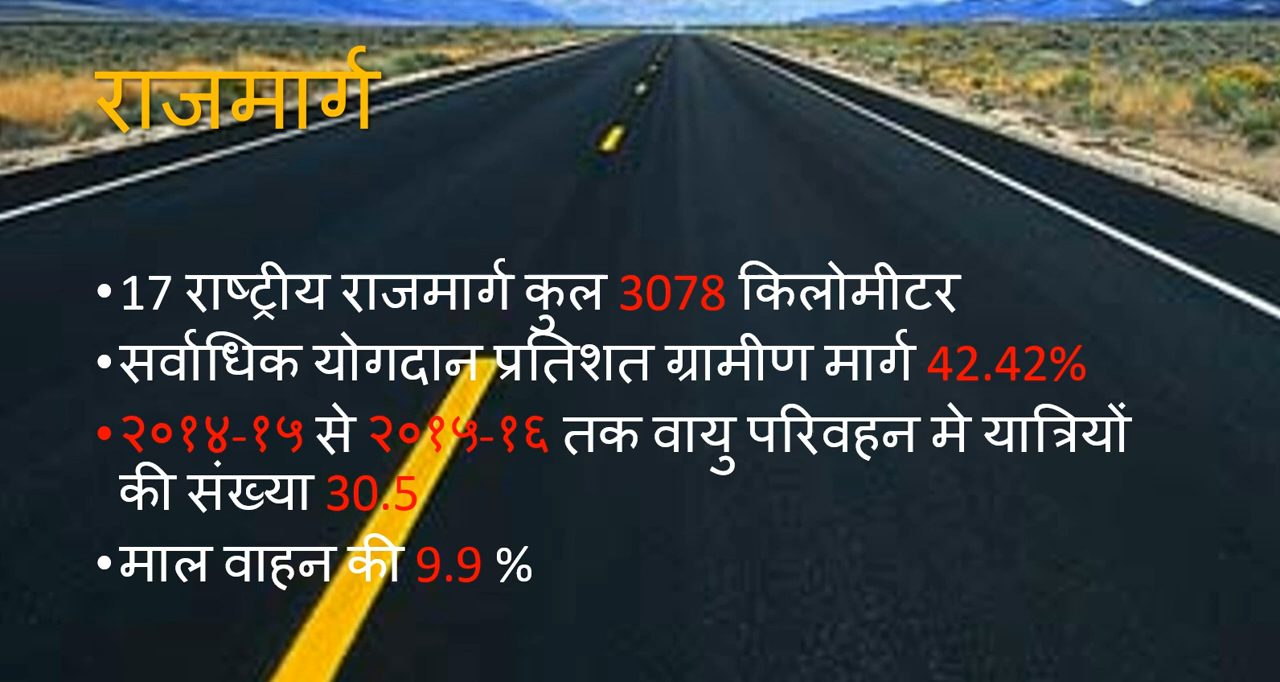 राजमार्ग
•17 राष्ट्रीय राजमार्ग कुल 3078 किलोमीटर
•सर्वाधिक योगदान प्रतिशत ग्रामीण मार्ग 42.42%
•२०१४-१५ से २०१५-१६ तक वायु परिवहन मे यात्रियों
की संख्या 30.5
•माल वाहन की 9.9 %